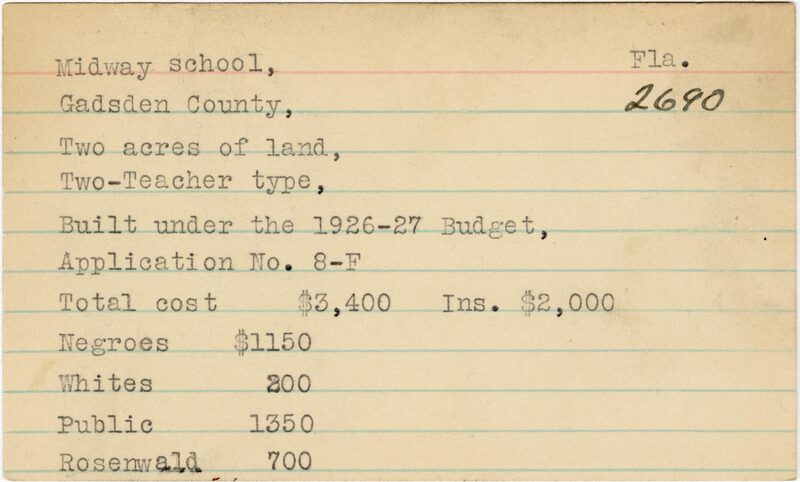 Midway school, Fla.
Gadsden County, 2690
Two acres of land,
Two-Teacher type,
Built under the 1926-27 Budget,
Application No. 8-F
Total cost $3,400 Ins. $2,000
Negroes $1150
Whites 200
Public 1350
Rosenwald 700